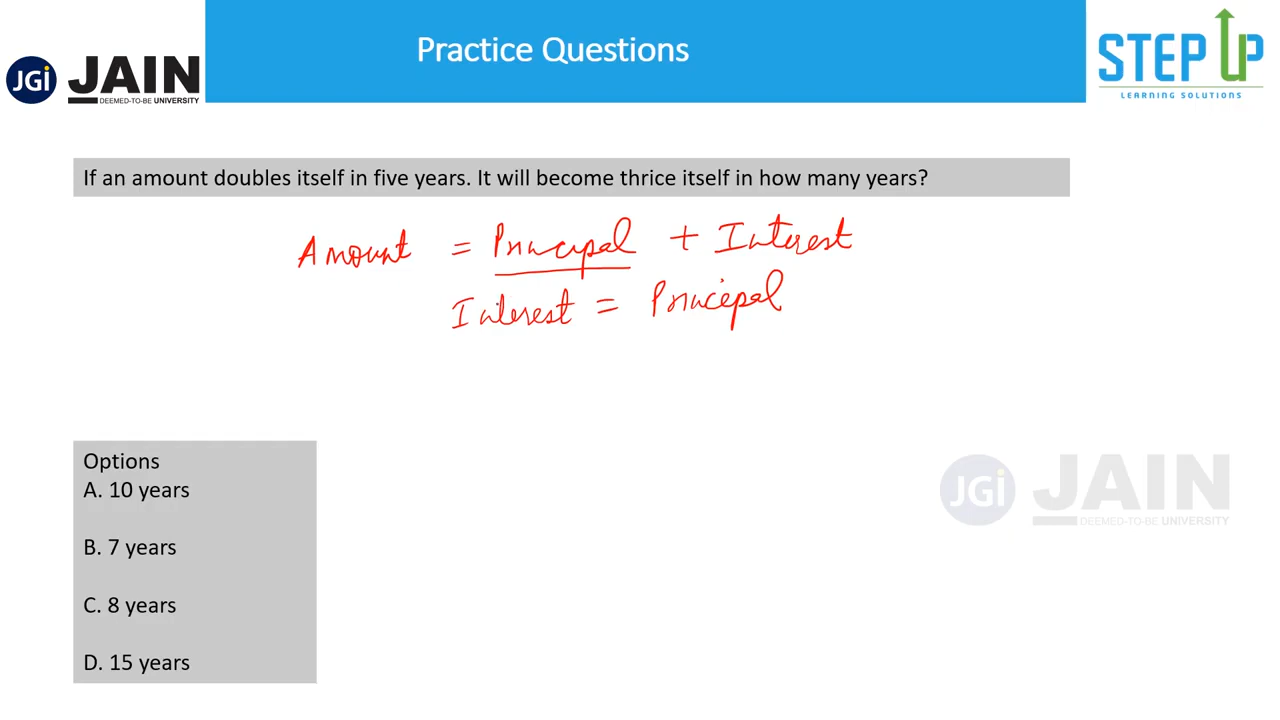 Practice Questions
JGi JAIN
DEEMED-TO-BE UNIVERSITY
STEP UP
LEARNING SOLUTIONS
If an amount doubles itself in five years. It will become thrice itself in how many years?
Amount = Principal + Interest
Interest = Principal
Options
A. 10 years
B. 7 years
C. 8 years
D. 15 years
JGi JAIN
DEEMED-TO-BE UNIVERSITY